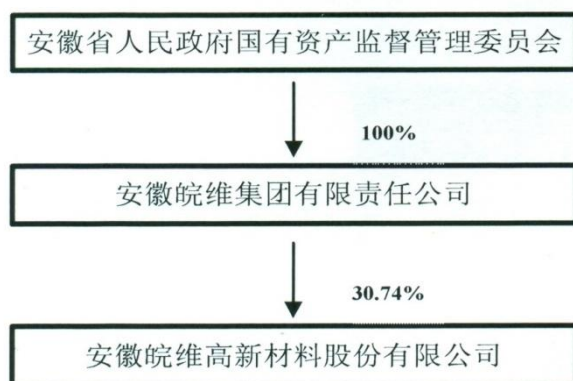 安徽省人民政府国有资产监督管理委员会
100%
安徽皖维集团有限责任公司
30.74%
安徽皖维高新材料股份有限公司